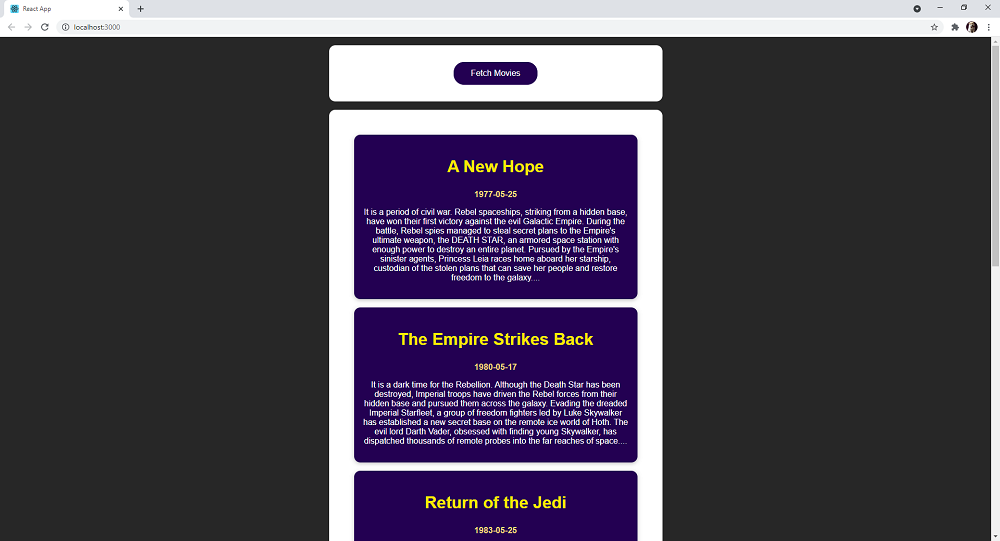 React App
localhost:3000
Fetch Movies
A New Hope
1977-05-25
It is a period of civil war. Rebel spaceships, striking from a hidden base,
have won their first victory against the evil Galactic Empire. During the
battle, Rebel spies managed to steal secret plans to the Empire's
ultimate weapon, the DEATH STAR, an armored space station with
enough power to destroy an entire planet. Pursued by the Empire's
sinister agents, Princess Leia races home aboard her starship,
custodian of the stolen plans that can save her people and restore
freedom to the galaxy....
The Empire Strikes Back
1980-05-17
It is a dark time for the Rebellion. Although the Death Star has been
destroyed, Imperial troops have driven the Rebel forces from their
hidden base and pursued them across the galaxy. Evading the dreaded
Imperial Starfleet, a group of freedom fighters led by Luke Skywalker
has established a new secret base on the remote ice world of Hoth. The
evil lord Darth Vader, obsessed with finding young Skywalker, has
dispatched thousands of remote probes into the far reaches of space....
Return of the Jedi
1983-05-25